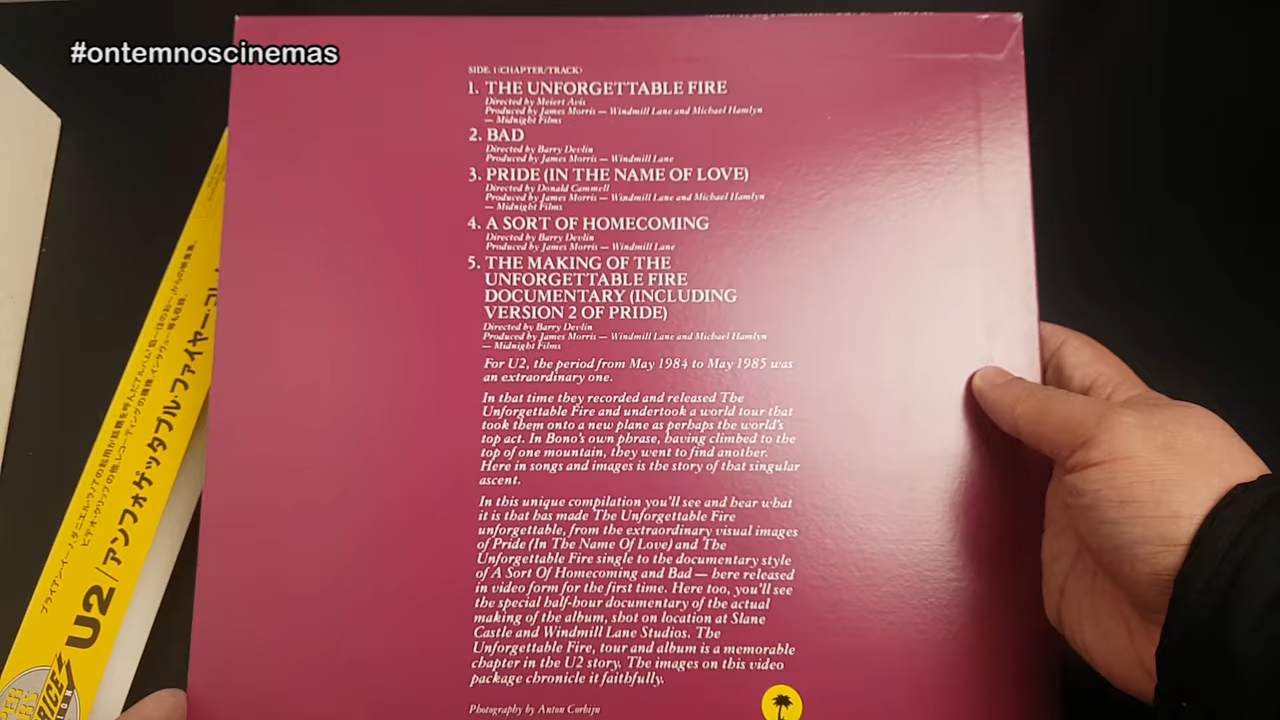 #ontemnoscinemas
SIDE 1 (CHAPTER/TRACK)
1. THE UNFORGETTABLE FIRE
Directed by Meiert Avis
Produced by James Morris — Windmill Lane and Michael Hamlyn
— Midnight Films
2. BAD
Directed by Barry Devlin
Produced by James Morris — Windmill Lane
3. PRIDE (IN THE NAME OF LOVE)
Directed by Donald Cammell
Produced by James Morris — Windmill Lane and Michael Hamlyn
— Midnight Films
4. A SORT OF HOMECOMING
Directed by Barry Devlin
Produced by James Morris — Windmill Lane
5. THE MAKING OF THE
UNFORGETTABLE FIRE
DOCUMENTARY (INCLUDING
VERSION 2 OF PRIDE)
Directed by Barry Devlin
Produced by James Morris — Windmill Lane and Michael Hamlyn
— Midnight Films
For U2, the period from May 1984 to May 1985 was
an extraordinary one.
In that time they recorded and released The
Unforgettable Fire and undertook a world tour that
took them onto a new plane as perhaps the world's
top act. In Bono's own phrase, having climbed to the
top of one mountain, they went to find another.
Here in songs and images is the story of that singular
ascent.
In this unique compilation you'll see and hear what
it is that has made The Unforgettable Fire
unforgettable, from the extraordinary visual images
of Pride (In The Name Of Love) and The
Unforgettable Fire single to the documentary style
of A Sort Of Homecoming and Bad — here released
in video form for the first time. Here too, you'll see
the special half-hour documentary of the actual
making of the album, shot on location at Slane
Castle and Windmill Lane Studios. The
Unforgettable Fire, tour and album is a memorable
chapter in the U2 story. The images on this video
package chronicle it faithfully.
Photography by Anton Corbijn
U2/アンフォゲッタブル・ファイヤー・コレ